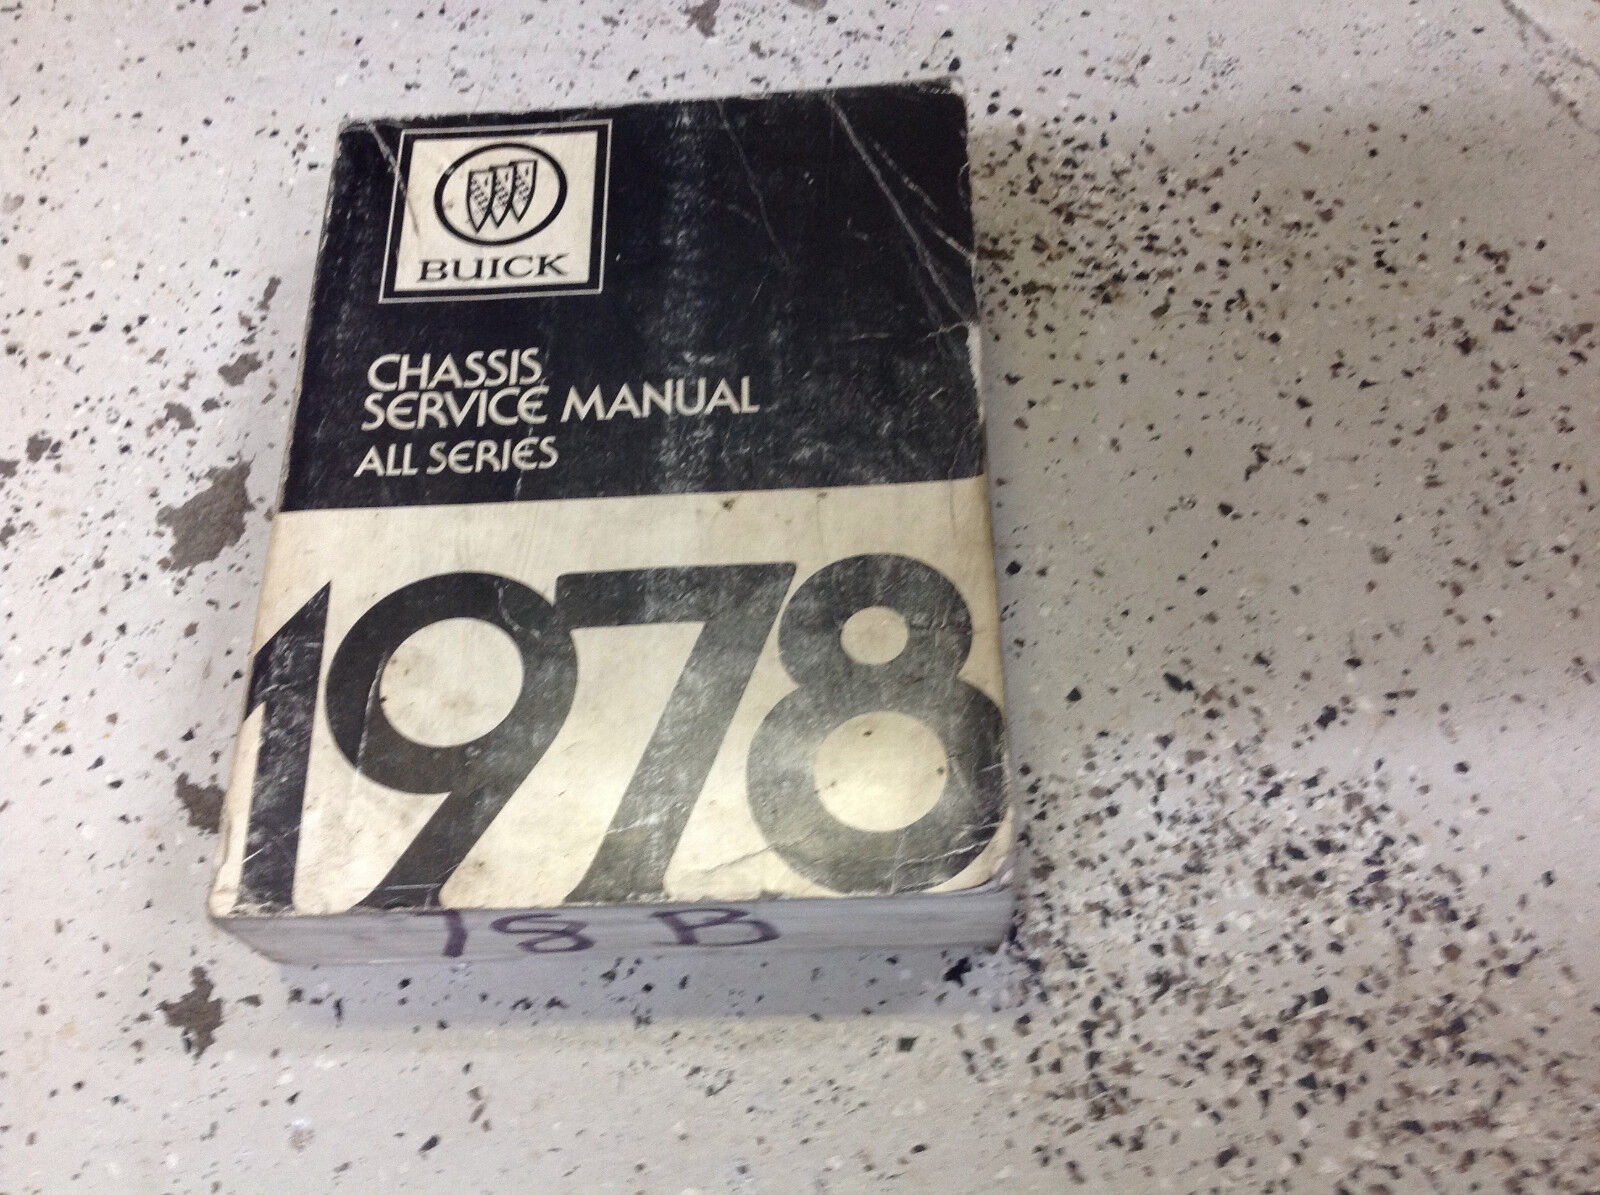 BUICK
CHASSIS
SERVICE MANUAL
ALL SERIES
1978
78 B